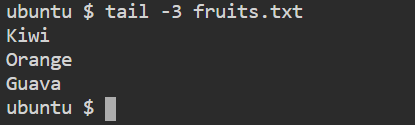 ubuntu $ tail -3 fruits.txt
Kiwi
Orange
Guava
ubuntu $